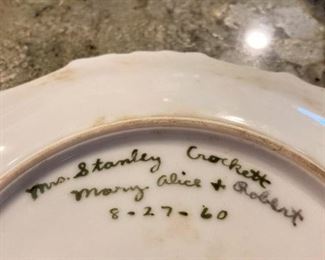 Mrs. Stanley Crockett
Mary Alice + Robert
8-27-60